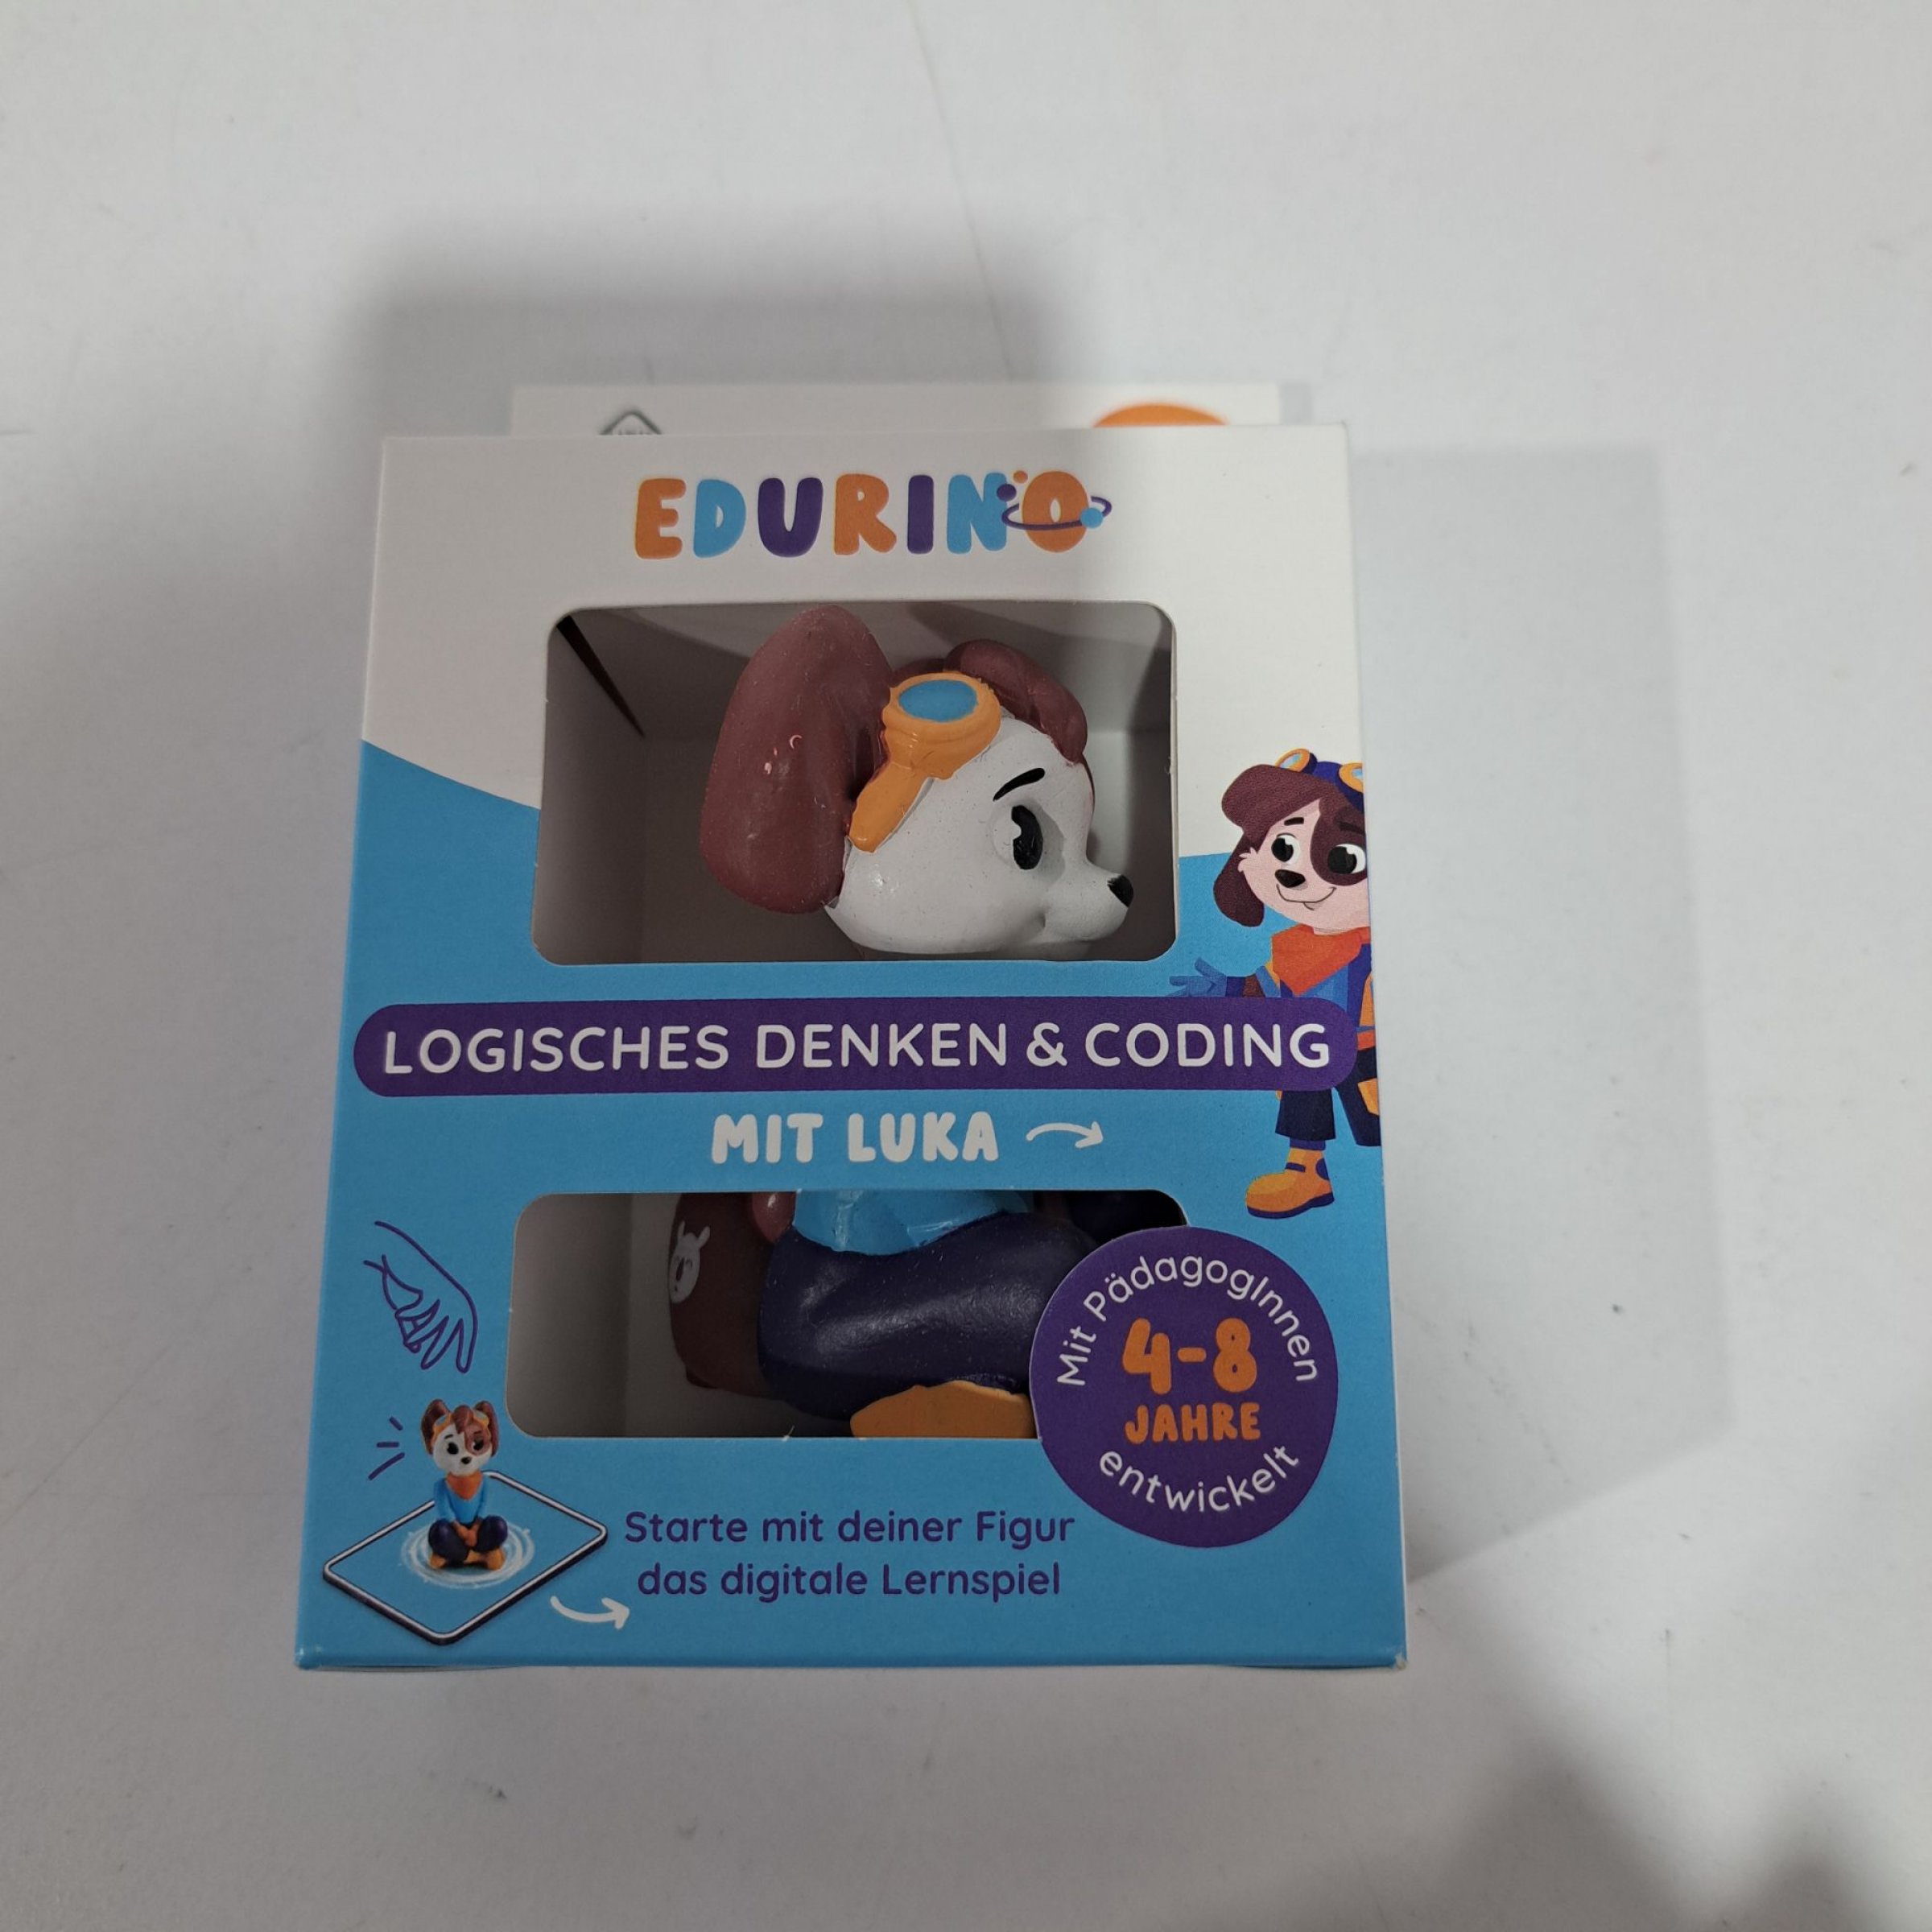 EDURINO
LOGISCHES DENKEN & CODING
MIT LUKA
Mit PädagogInnen
4-8
JAHRE
entwickelt
Starte mit deiner Figur
das digitale Lernspiel